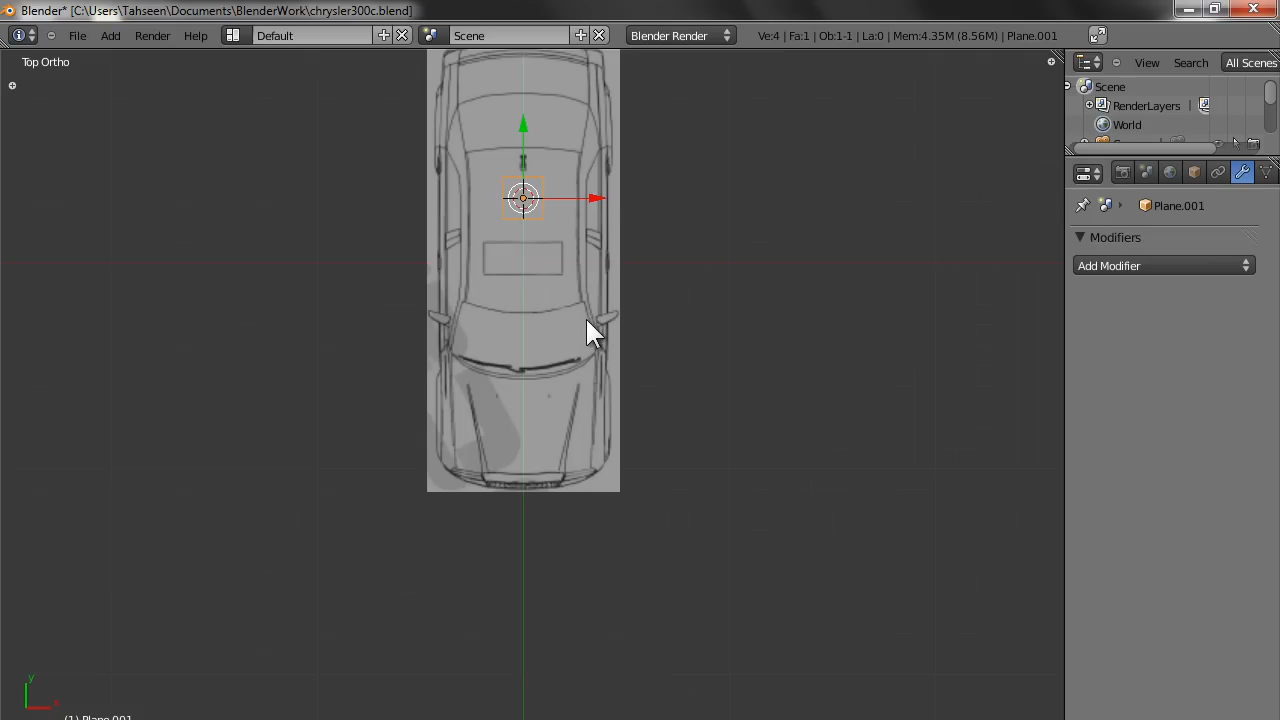 Blender* [C:\Users\Tahseen\Documents\BlenderWork\chrysler300c.blend]
File Add Render Help Default Scene Blender Render Ve:4 | Fa:1 | Ob:1-1 | La:0 | Mem:4.35M (8.56M) | Plane.001
Top Ortho
View Search All Scenes
Scene
RenderLayers |
World
Plane.001
Modifiers
Add Modifier
y
x
(1) Plane.001